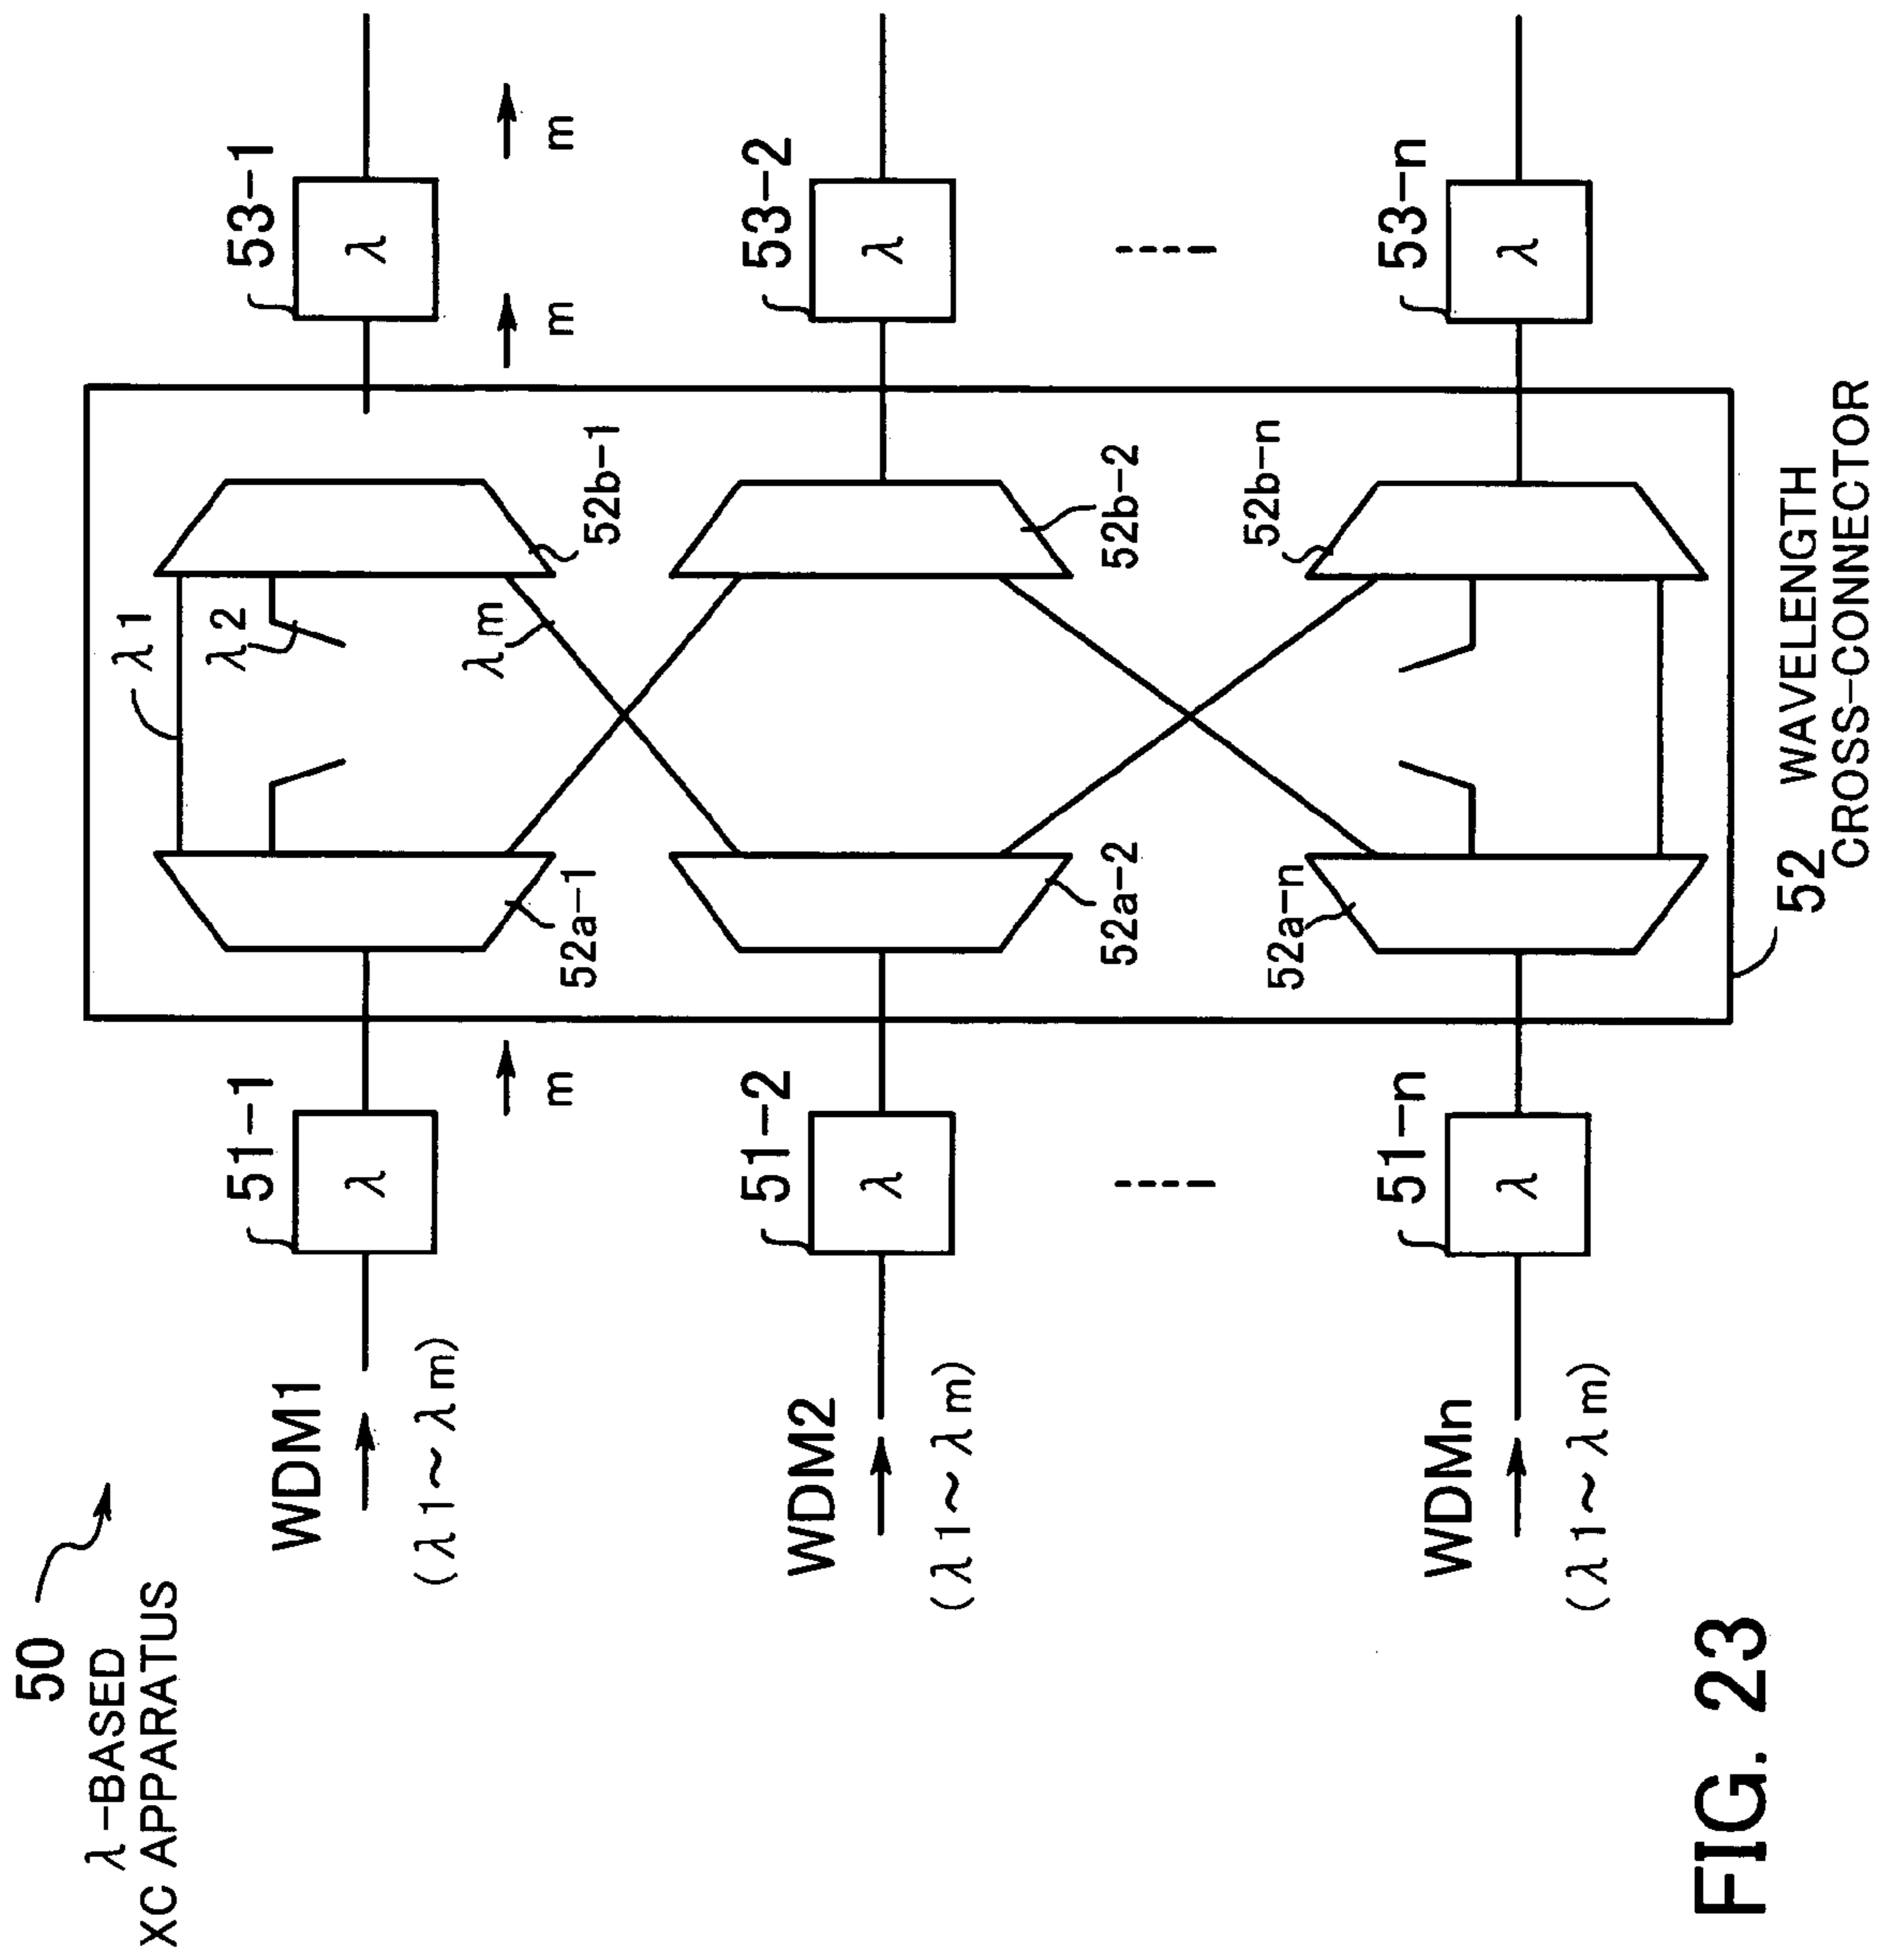 50
λ-BASED
XC APPARATUS
WDM1
(λ1~λm)
WDM2
(λ1~λm)
WDMn
(λ1~λm)
51-1
λ
m
51-2
λ
51-n
λ
52a-1
52a-2
52a-n
λ1
λ2
λm
52b-1
52b-2
52b-n
52 WAVELENGTH
CROSS-CONNECTOR
m
53-1
λ
m
53-2
λ
53-n
λ
FIG. 23